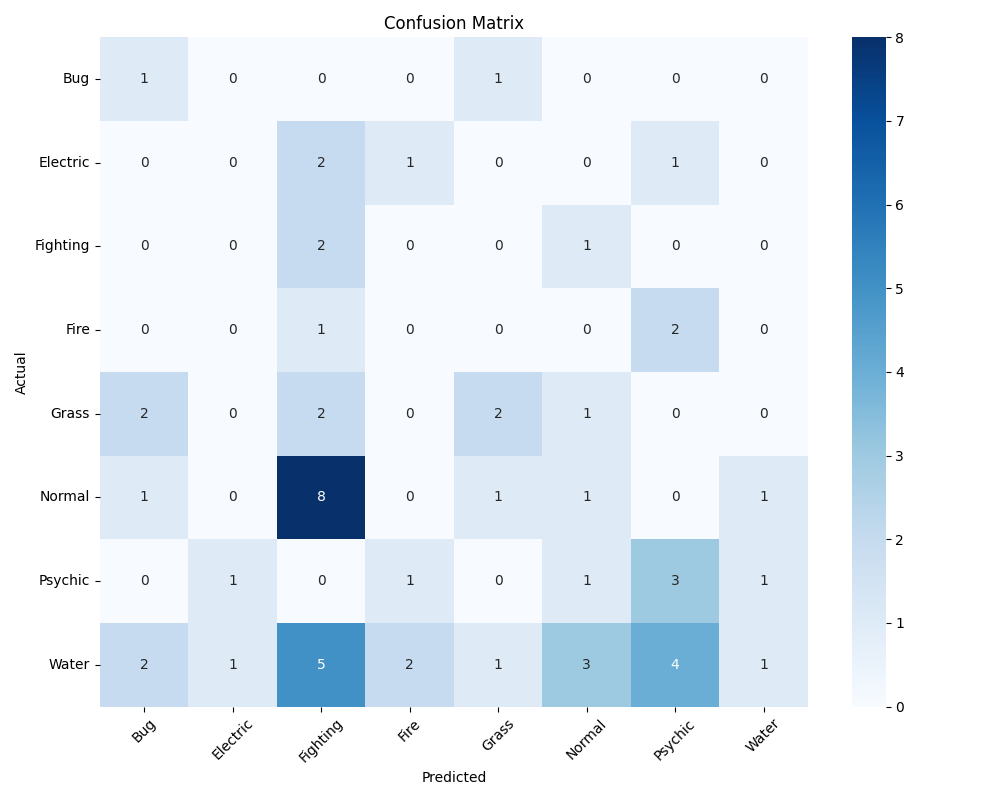 Confusion Matrix
Actual
Bug 1 0 0 0 1 0 0 0
Electric 0 0 2 1 0 0 1 0
Fighting 0 0 2 0 0 1 0 0
Fire 0 0 1 0 0 0 2 0
Grass 2 0 2 0 2 1 0 0
Normal 1 0 8 0 1 1 0 1
Psychic 0 1 0 1 0 1 3 1
Water 2 1 5 2 1 3 4 1
Bug Electric Fighting Fire Grass Normal Psychic Water
Predicted
8
7
6
5
4
3
2
1
0